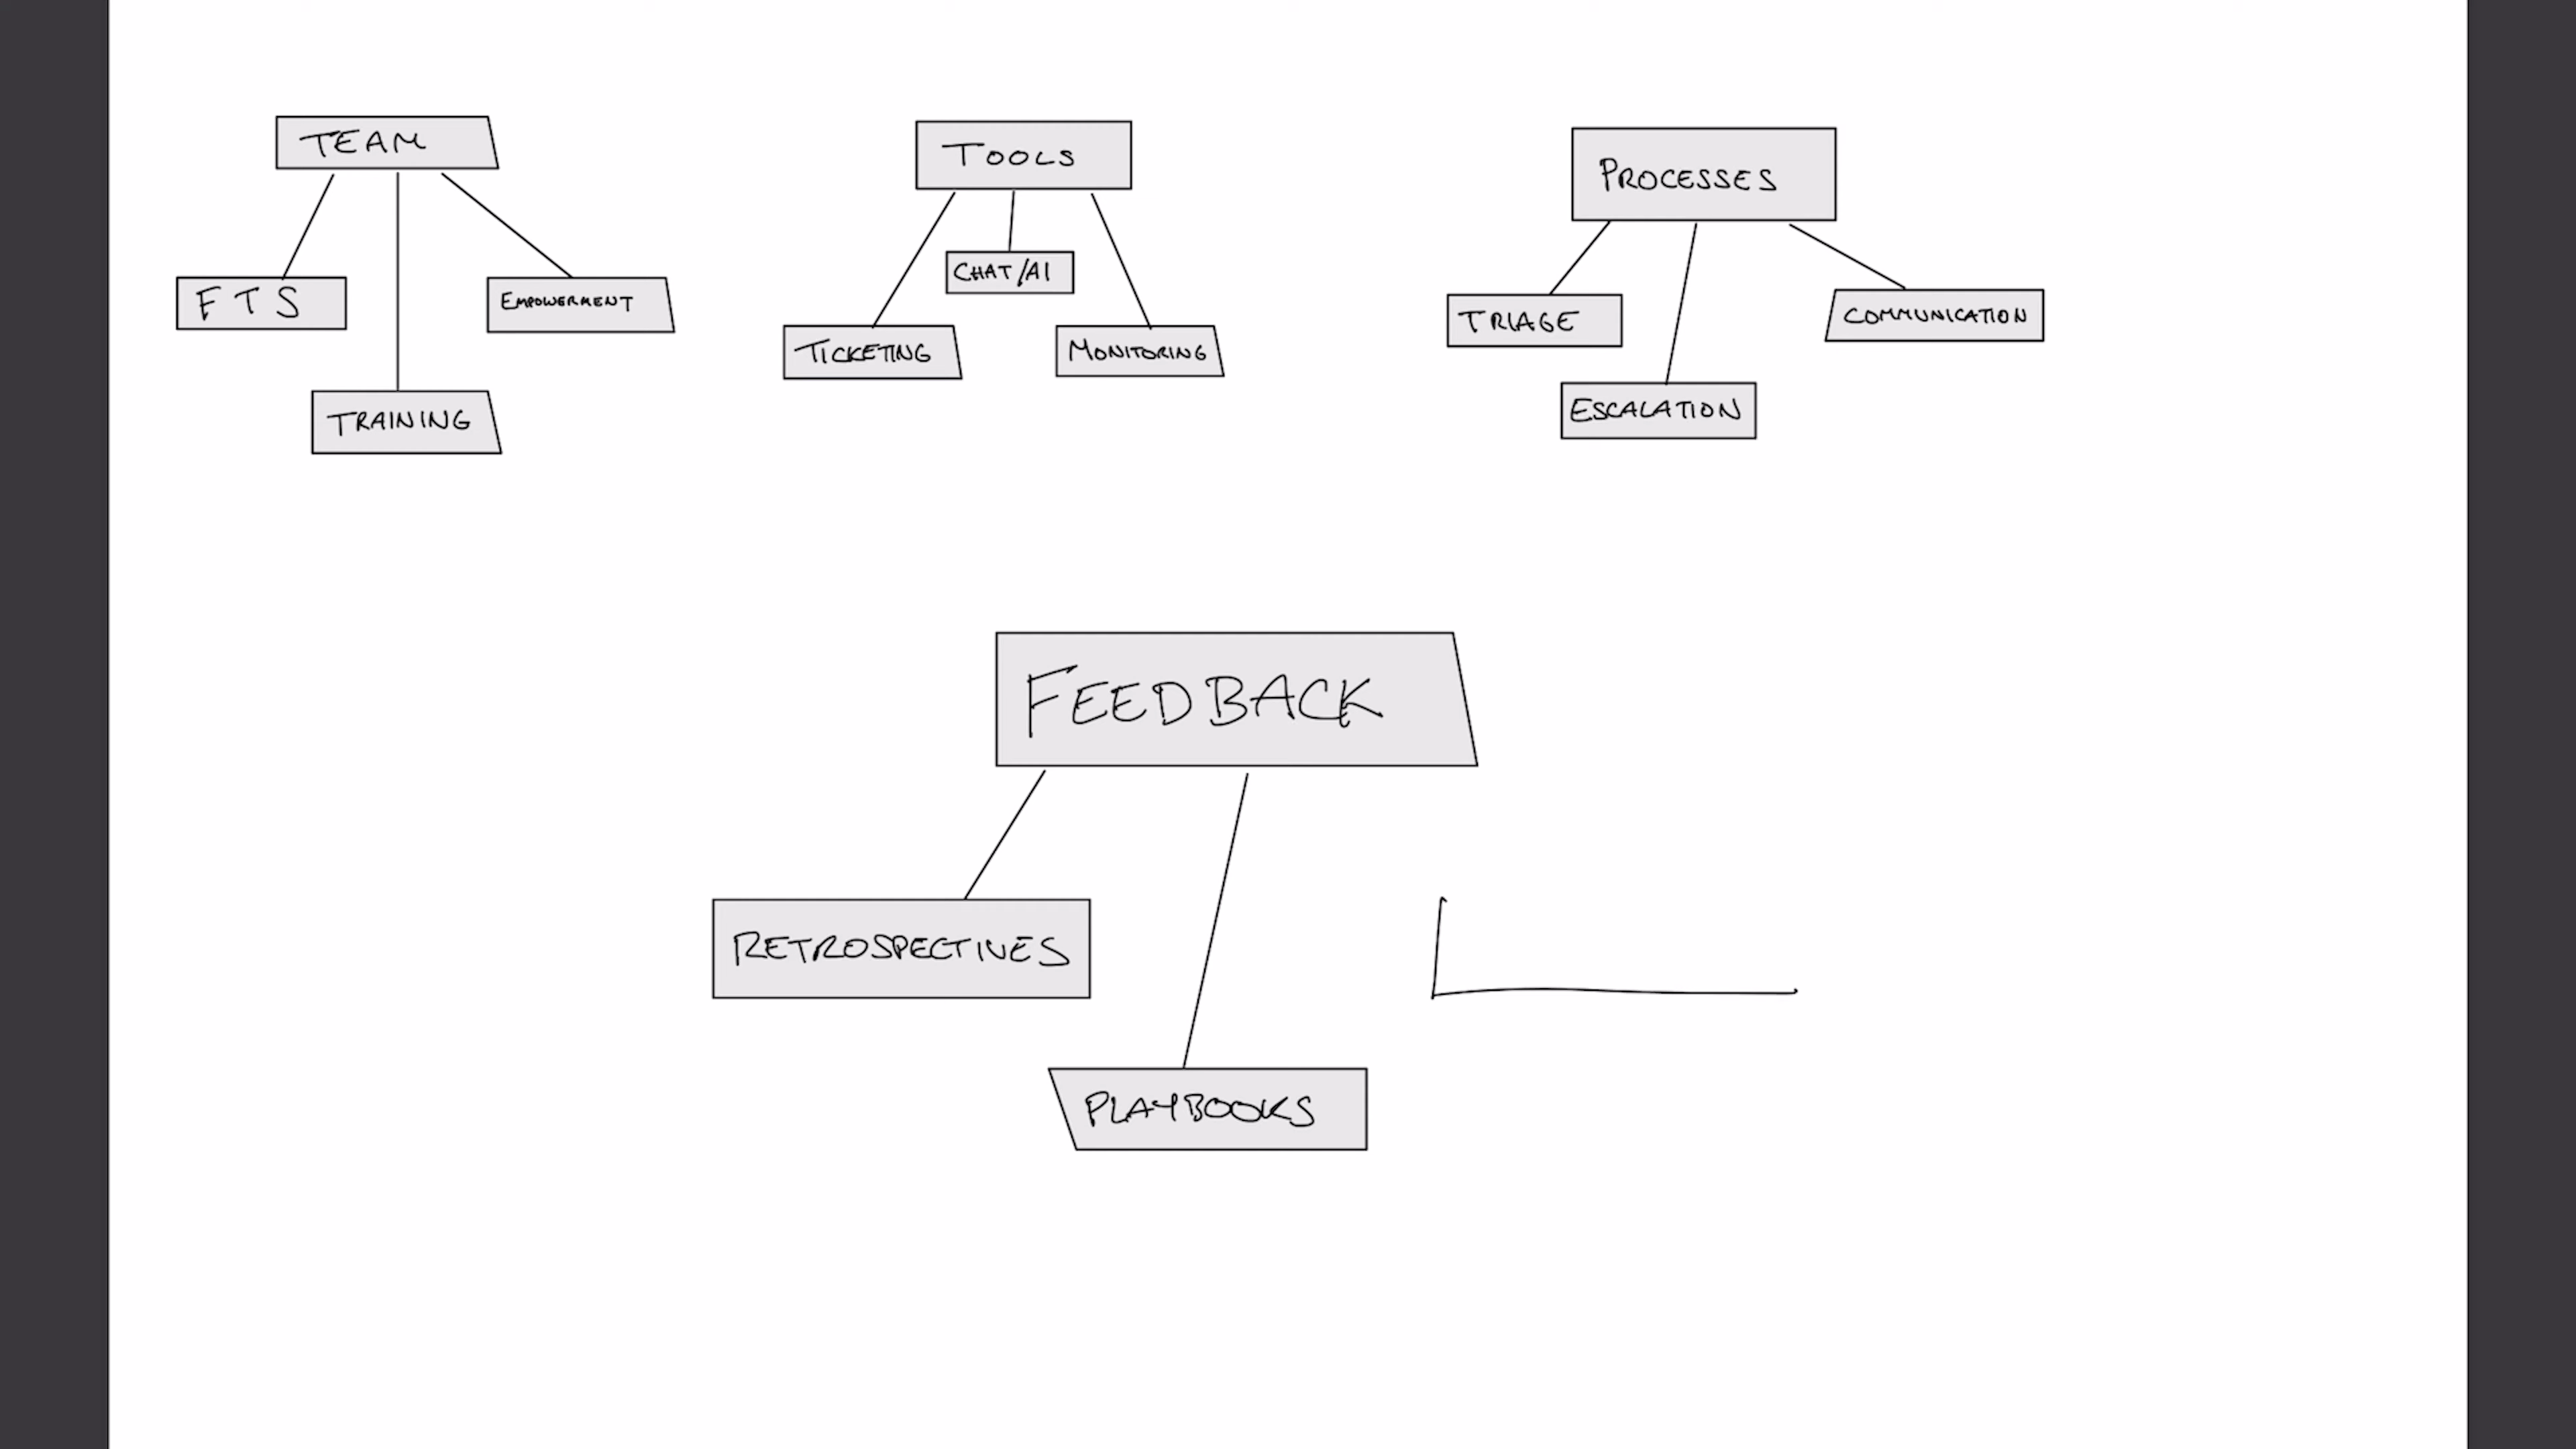 TEAM
TOOLS
PROCESSES
FTS
EMPOWERMENT
TRAINING
CHAT/AI
TICKETING
MONITORING
TRIAGE
COMMUNICATION
ESCALATION
FEEDBACK
RETROSPECTIVES
PLAYBOOKS